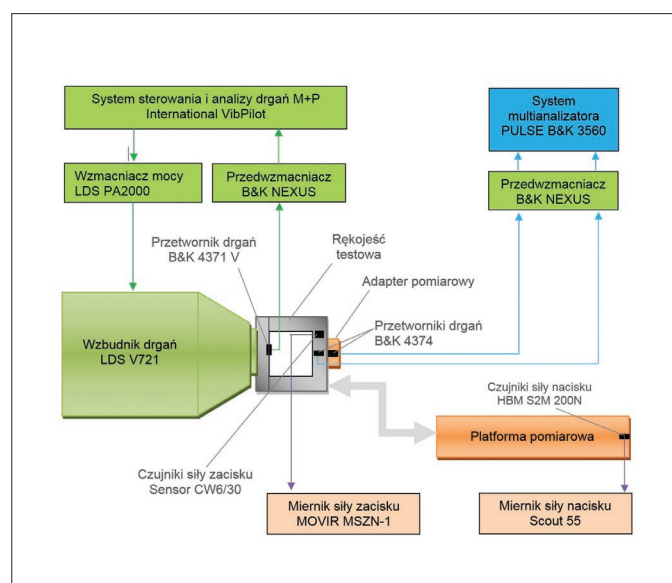 System sterowania i analizy drgań M+P
International VibPilot
System
multianalizatora
PULSE B&K 3560
Wzmacniacz mocy
LDS PA2000
Przedwzmacniacz
B&K NEXUS
Przedwzmacniacz
B&K NEXUS
Przetwornik drgań
B&K 4371 V
Rękojeść
testowa
Adapter pomiarowy
Przetworniki drgań
B&K 4374
Wzbudnik drgań
LDS V721
Czujniki siły nacisku
HBM S2M 200N
Platforma pomiarowa
Czujniki siły zacisku
Sensor CW6/30
Miernik siły zacisku
MOVIR MSZN-1
Miernik siły nacisku
Scout 55